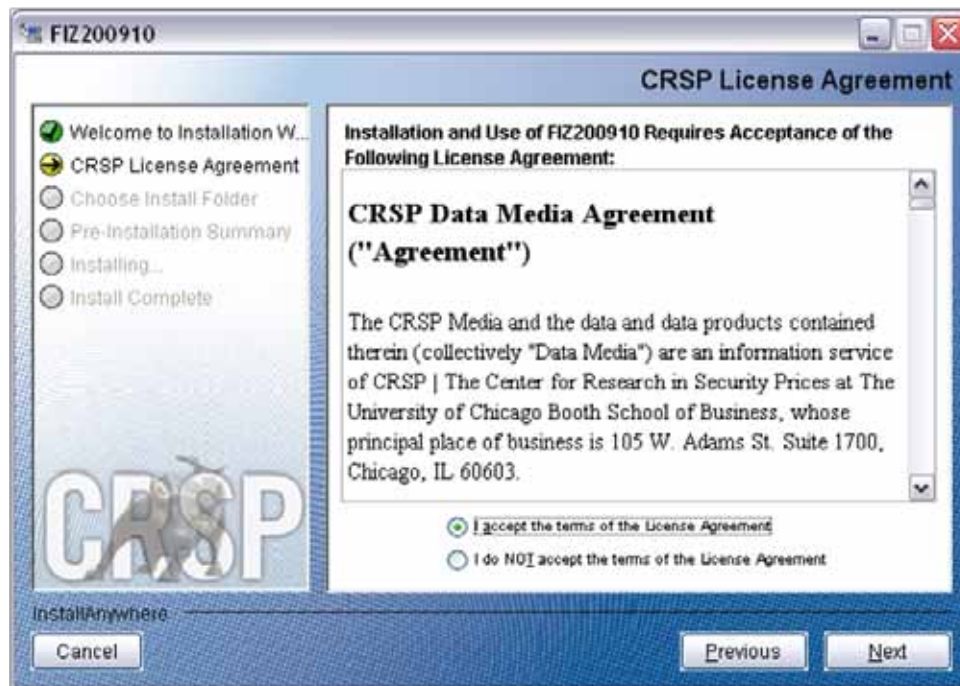 FIZ200910
CRSP License Agreement
Welcome to Installation W...
CRSP License Agreement
Choose Install Folder
Pre-Installation Summary
Installing...
Install Complete
CRSP
Installation and Use of FIZ200910 Requires Acceptance of the
Following License Agreement:
CRSP Data Media Agreement
("Agreement")
The CRSP Media and the data and data products contained
therein (collectively "Data Media") are an information service
of CRSP | The Center for Research in Security Prices at The
University of Chicago Booth School of Business, whose
principal place of business is 105 W. Adams St. Suite 1700,
Chicago, IL 60603.
I accept the terms of the License Agreement
I do NOT accept the terms of the License Agreement
InstallAnywhere
Cancel
Previous
Next